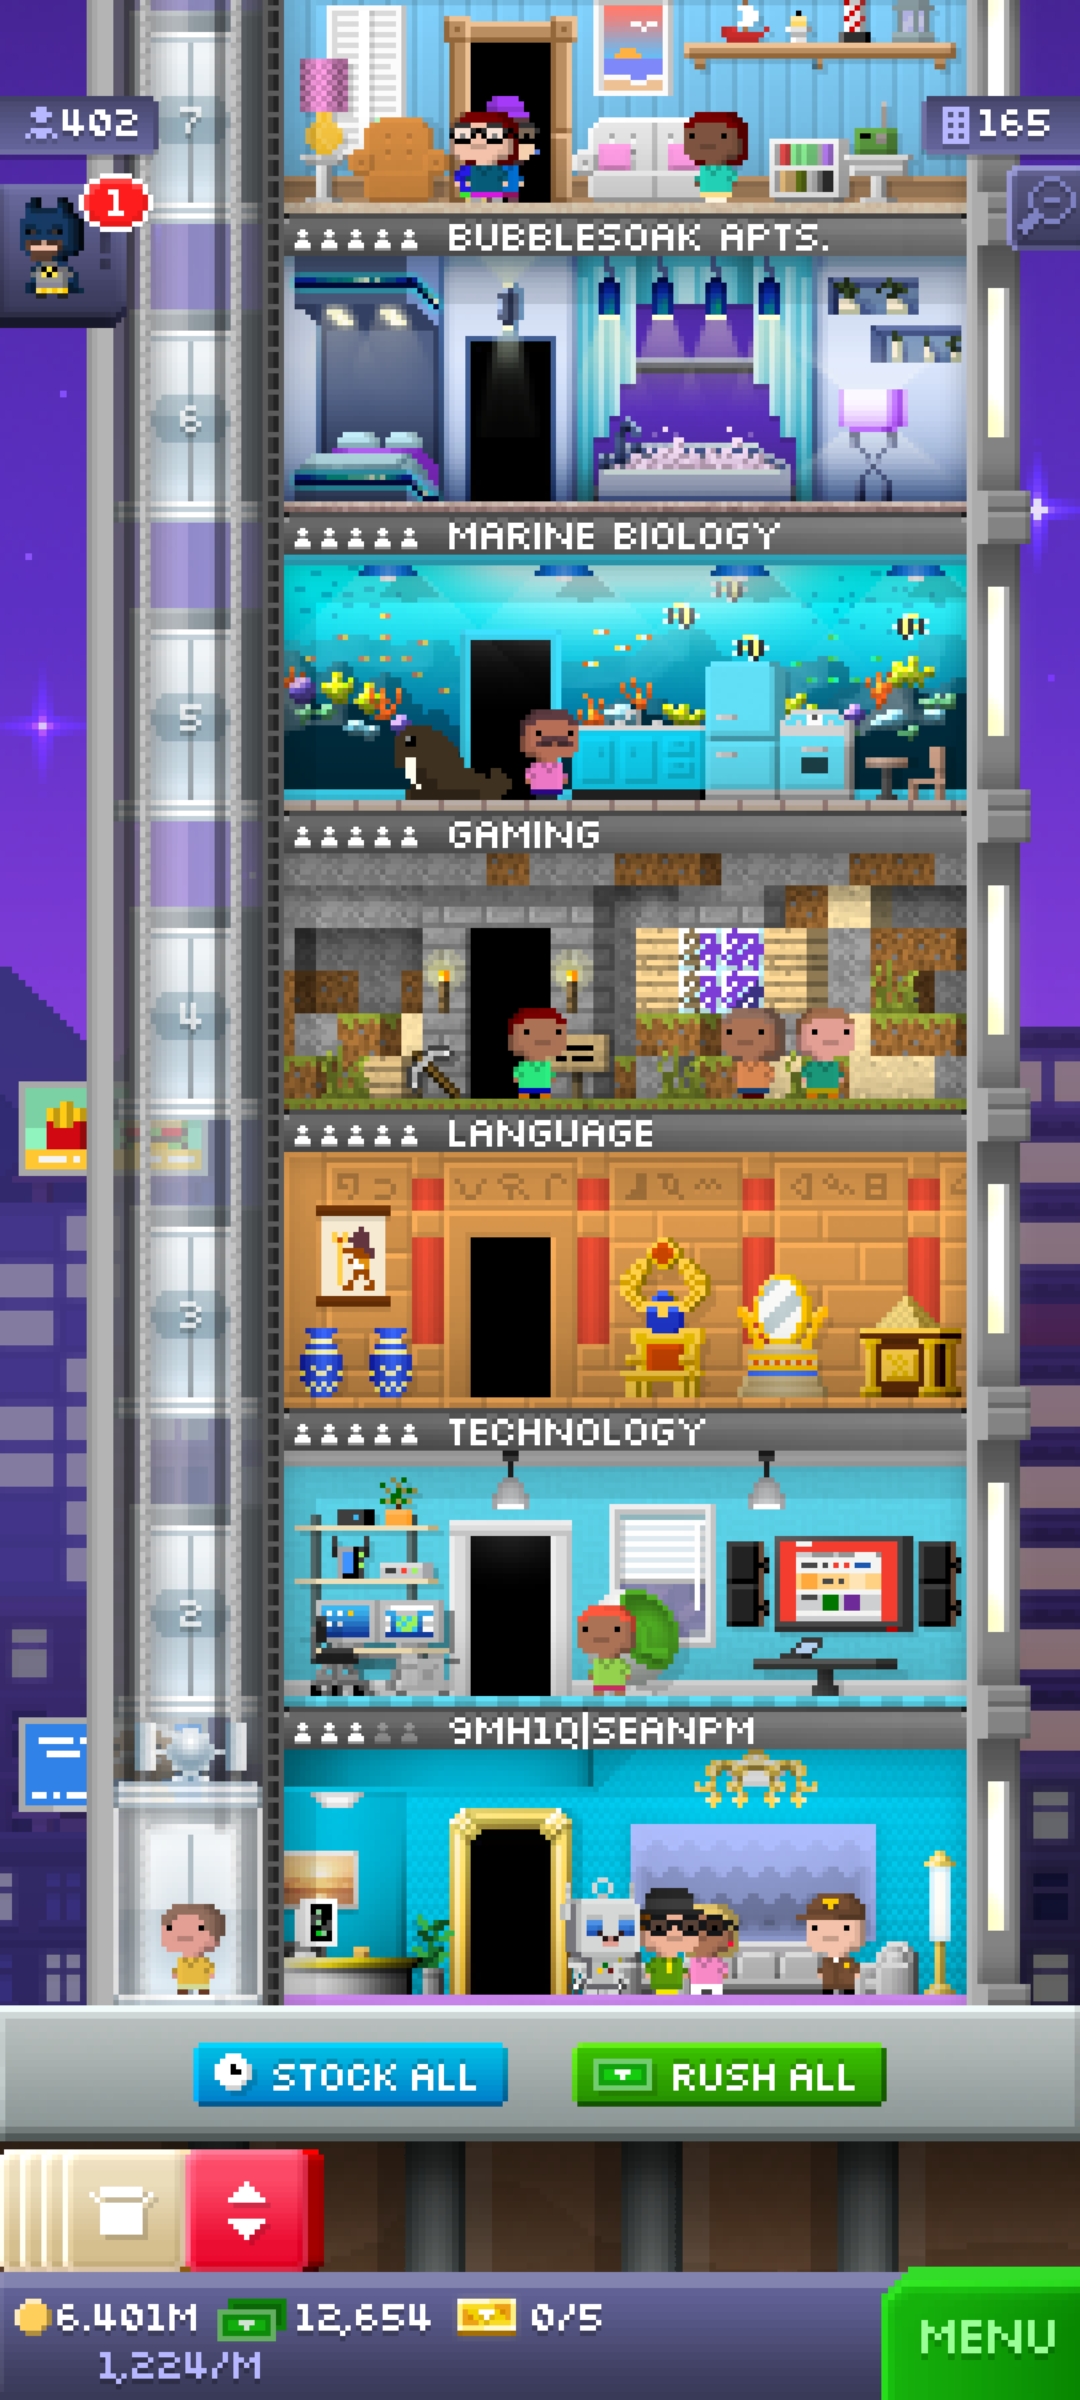 7
402
165
1
BUBBLESOAK APTS.
6
MARINE BIOLOGY
5
GAMING
4
LANGUAGE
3
TECHNOLOGY
2
9MH1Q|SEANPM
STOCK ALL
RUSH ALL
6.401M
12,654
0/5
1,224/M
MENU